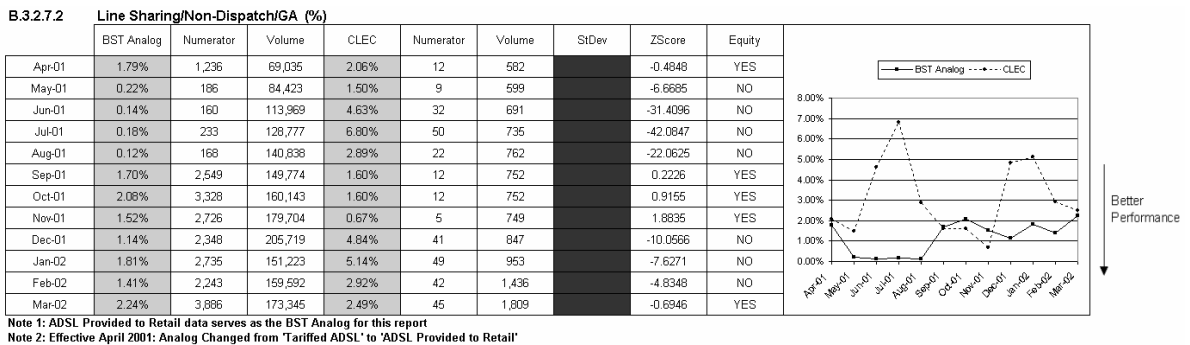 B.3.2.7.2 Line Sharing/Non-Dispatch/GA (%)
BST Analog Numerator Volume CLEC Numerator Volume StDev ZScore Equity
Apr-01 1.79% 1,236 69,035 2.06% 12 582 -0.4848 YES
May-01 0.22% 186 84,423 1.50% 9 599 -6.6685 NO
Jun-01 0.14% 160 113,969 4.63% 32 691 -31.4096 NO
Jul-01 0.18% 233 128,777 6.80% 50 735 -42.0847 NO
Aug-01 0.12% 168 140,838 2.89% 22 762 -22.0625 NO
Sep-01 1.70% 2,549 149,774 1.60% 12 752 0.2226 YES
Oct-01 2.08% 3,328 160,143 1.60% 12 752 0.9155 YES
Nov-01 1.52% 2,726 179,704 0.67% 5 749 1.8835 YES
Dec-01 1.14% 2,348 205,719 4.84% 41 847 -10.0566 NO
Jan-02 1.81% 2,735 151,223 5.14% 49 953 -7.6271 NO
Feb-02 1.41% 2,243 159,592 2.92% 42 1,436 -4.8348 NO
Mar-02 2.24% 3,886 173,345 2.49% 45 1,809 -0.6946 YES
BST Analog CLEC
8.00%
7.00%
6.00%
5.00%
4.00%
3.00%
2.00%
1.00%
0.00%
Apr-01 May-01 Jun-01 Jul-01 Aug-01 Sep-01 Oct-01 Nov-01 Dec-01 Jan-02 Feb-02 Mar-02
Better
Performance
Note 1: ADSL Provided to Retail data serves as the BST Analog for this report
Note 2: Effective April 2001: Analog Changed from 'Tariffed ADSL' to 'ADSL Provided to Retail'